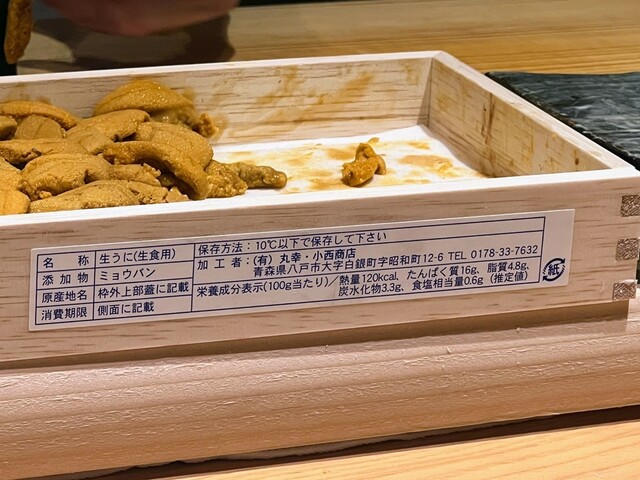 名 称 生うに(生食用)
添加物 ミョウバン
原産地名 枠外上部蓋に記載
消費期限 側面に記載
保存方法：10℃以下で保存して下さい
加工者：(有) 丸幸・小西商店
青森県八戸市大字白銀町字昭和町12-6 TEL 0178-33-7632
栄養成分表示(100g当たり)／熱量120kcal、たんぱく質16g、脂質4.8g、
炭水化物3.3g、食塩相当量0.6g（推定値）
紙